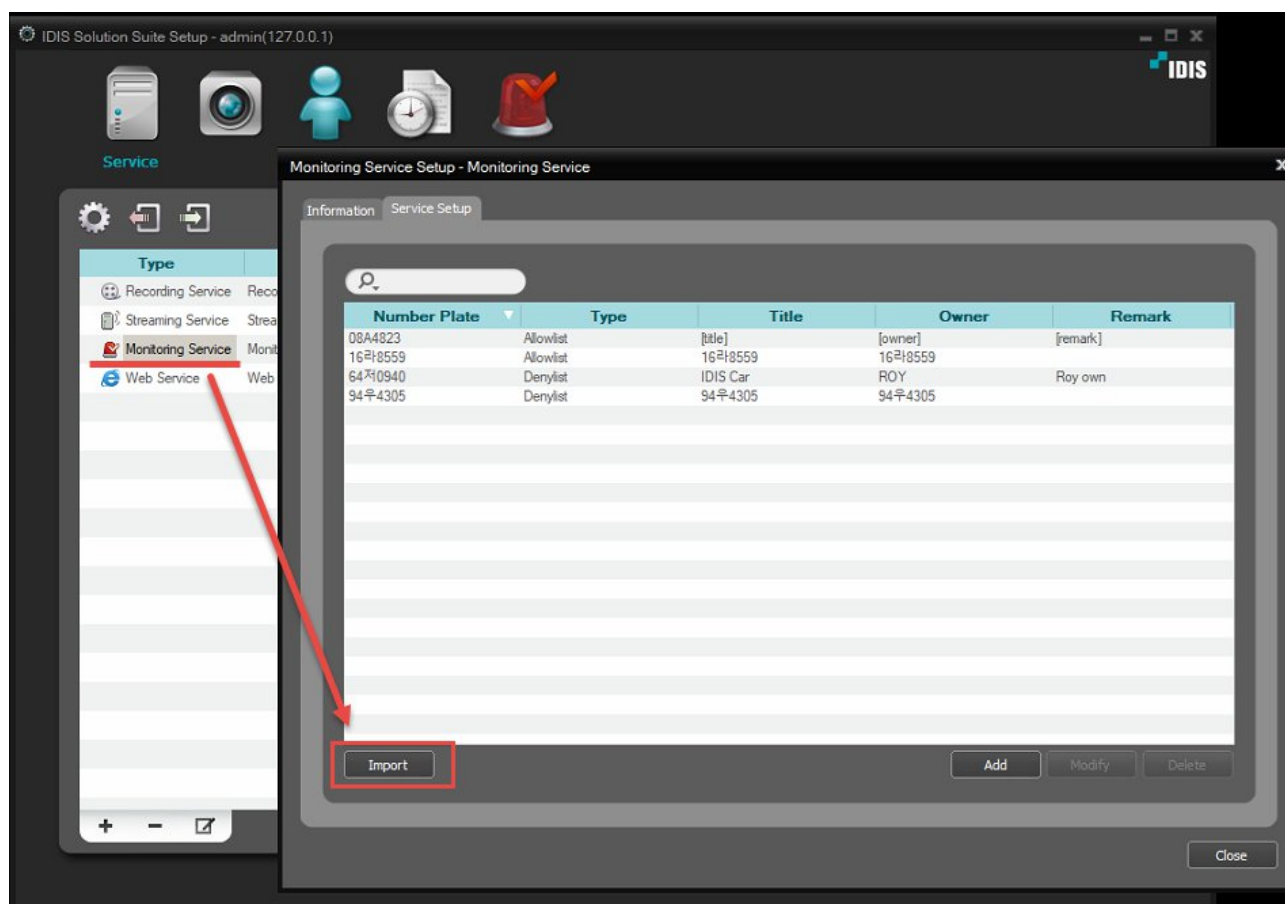 IDIS Solution Suite Setup - admin(127.0.0.1)
IDIS
Service
Monitoring Service Setup - Monitoring Service
Information Service Setup
Type
Recording Service Reco
Streaming Service Strea
Monitoring Service Monit
Web Service Web
Number Plate Type Title Owner Remark
08A4823 Allowlist [title] [owner] [remark]
16라8559 Allowlist 16라8559 16라8559
64저0940 Denylist IDIS Car ROY Roy own
94우4305 Denylist 94우4305 94우4305
Import Add Modify Delete
Close